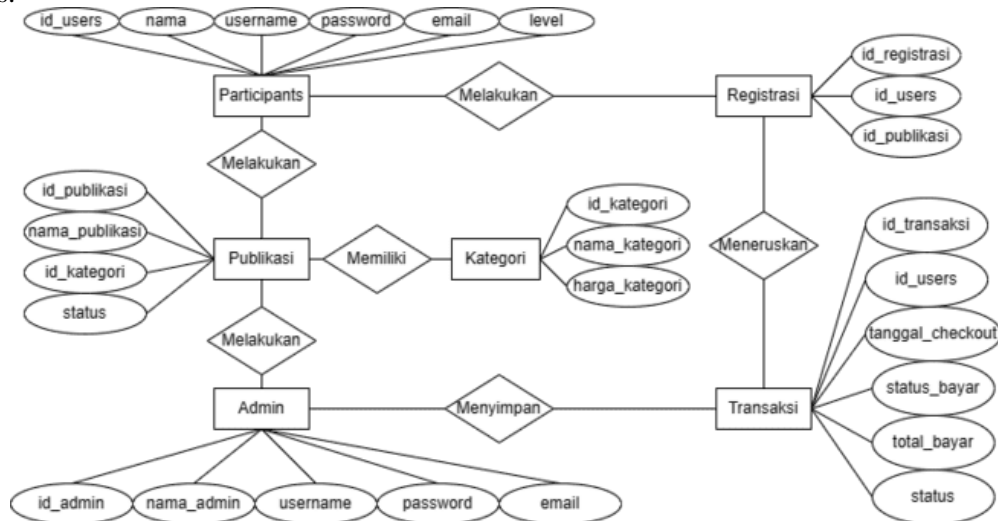 id_users nama username password email level
Participants Melakukan Registrasi
id_registrasi
id_users
id_publikasi
Melakukan
id_publikasi
nama_publikasi
id_kategori
status
Publikasi Memiliki Kategori
id_kategori
nama_kategori
harga_kategori
Meneruskan
id_transaksi
id_users
tanggal_checkout
status_bayar
total_bayar
status
Melakukan
Admin Menyimpan Transaksi
id_admin nama_admin username password email